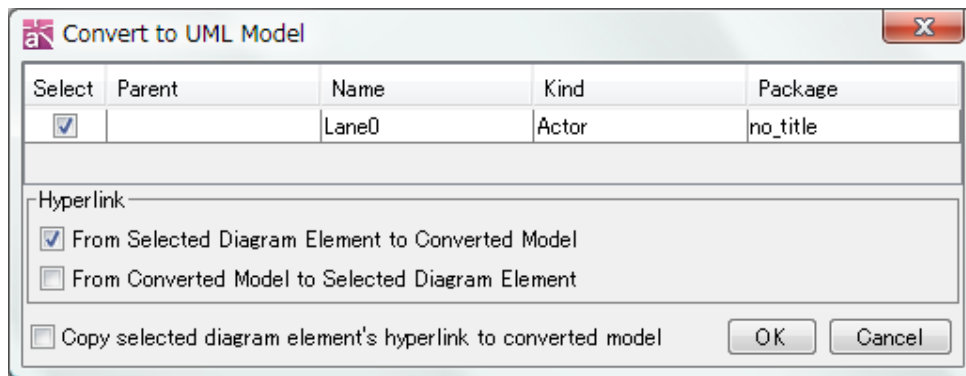 Convert to UML Model
Select Parent Name Kind Package
Lane0 Actor no_title
Hyperlink
From Selected Diagram Element to Converted Model
From Converted Model to Selected Diagram Element
Copy selected diagram element's hyperlink to converted model OK Cancel